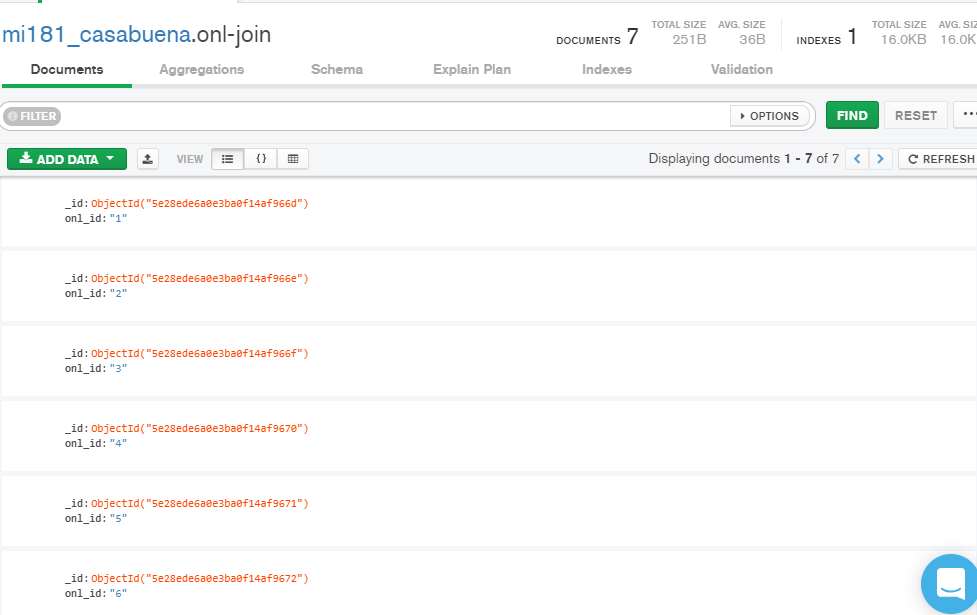 mi181_casabuena.onl-join
DOCUMENTS 7 TOTAL SIZE 251B AVG. SIZE 36B INDEXES 1 TOTAL SIZE 16.0KB AVG. SIZ 16.0K
Documents Aggregations Schema Explain Plan Indexes Validation
FILTER OPTIONS FIND RESET ...
ADD DATA VIEW { } Displaying documents 1 - 7 of 7 < > REFRESH
_id: ObjectId("5e28ede6a0e3ba0f14af966d")
onl_id: "1"
_id: ObjectId("5e28ede6a0e3ba0f14af966e")
onl_id: "2"
_id: ObjectId("5e28ede6a0e3ba0f14af966f")
onl_id: "3"
_id: ObjectId("5e28ede6a0e3ba0f14af9670")
onl_id: "4"
_id: ObjectId("5e28ede6a0e3ba0f14af9671")
onl_id: "5"
_id: ObjectId("5e28ede6a0e3ba0f14af9672")
onl_id: "6"